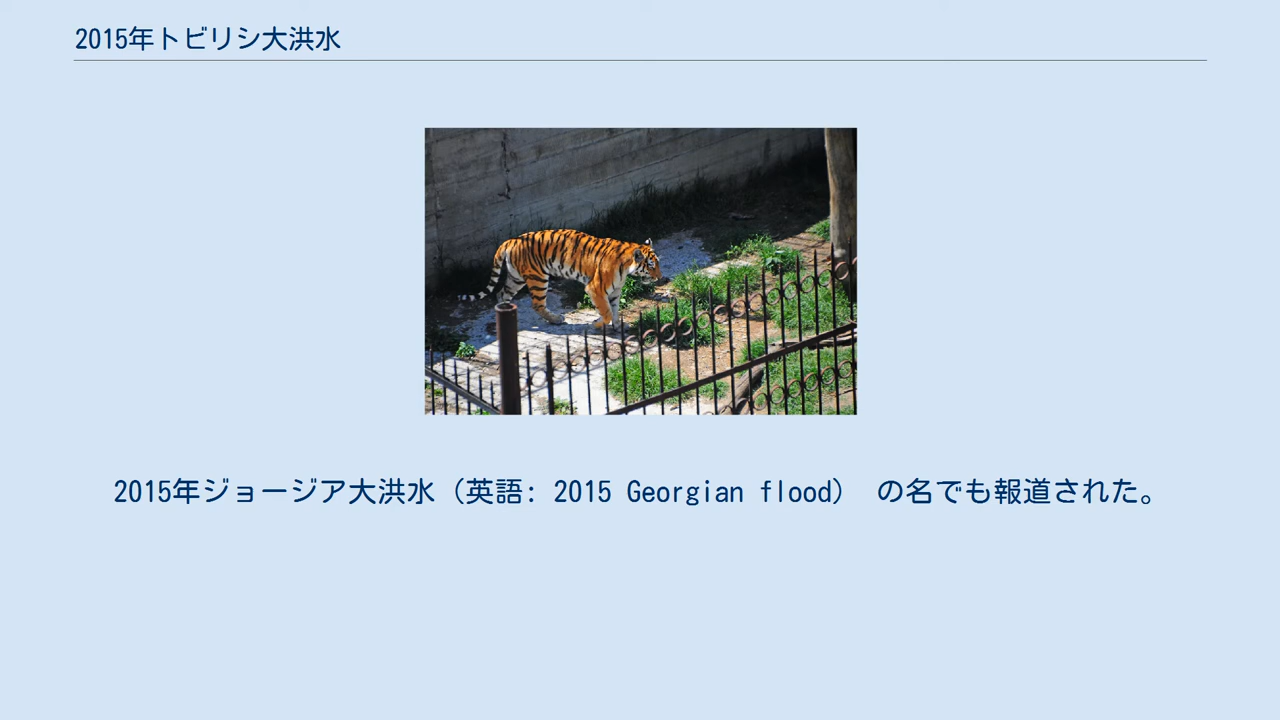 2015年トビリシ大洪水
2015年ジョージア大洪水（英語: 2015 Georgian flood） の名でも報道された。